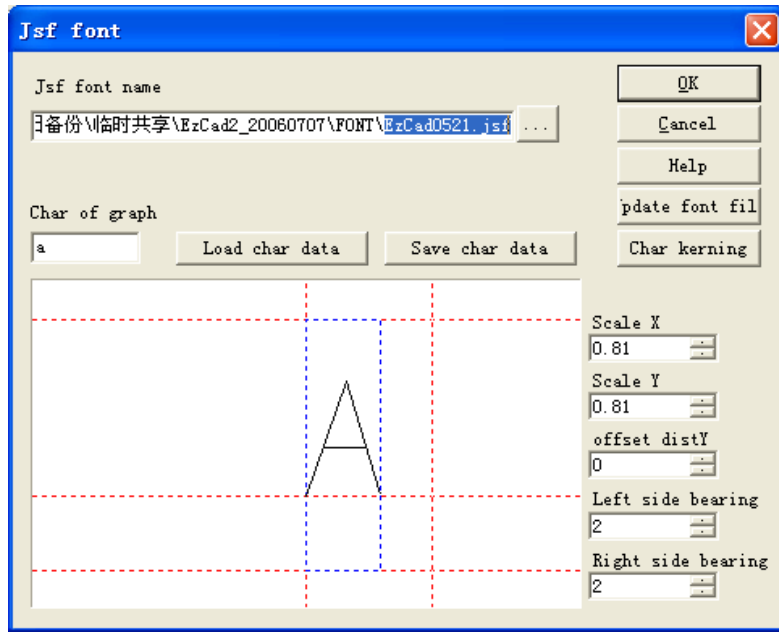 Jsf font
Jsf font name
OK
备份\临时共享\EzCad2_20060707\FONT\EzCad0521.jsf
...
Cancel
Help
Char of graph
pdate font fil
a
Load char data
Save char data
Char kerning
Scale X
0.81
Scale Y
0.81
offset distY
0
Left side bearing
2
Right side bearing
2
A